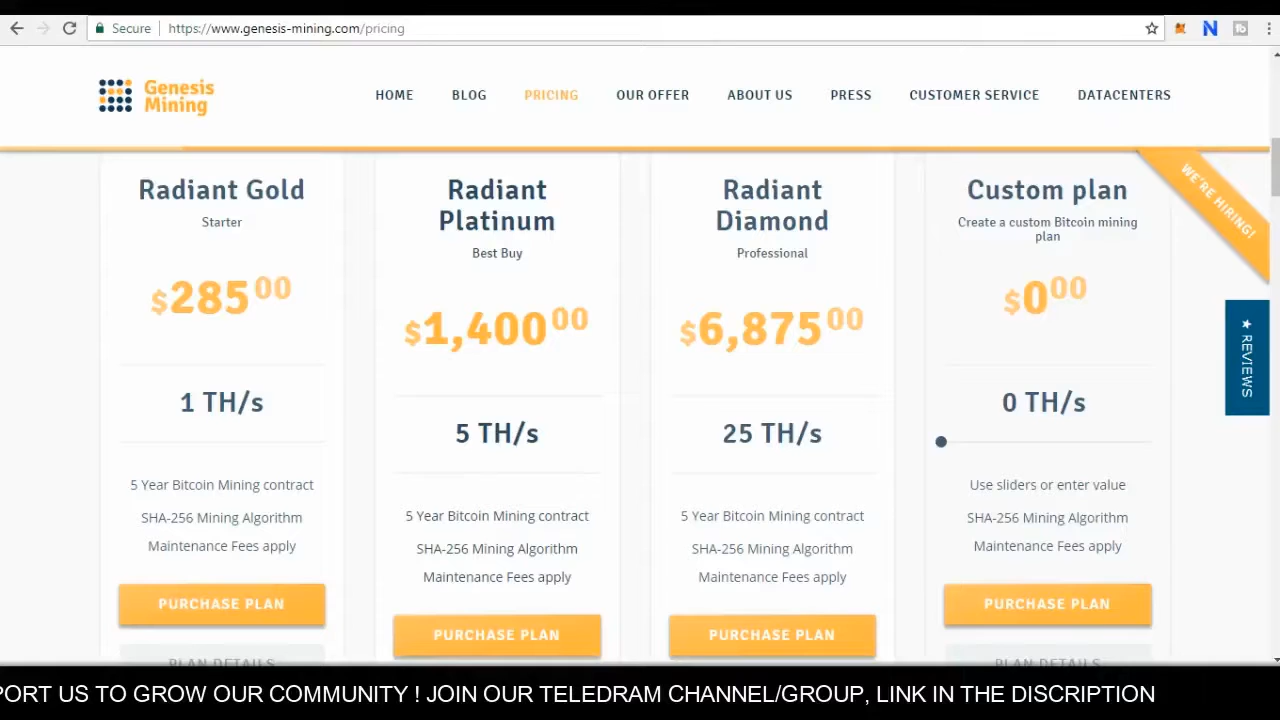 Secure
https://www.genesis-mining.com/pricing
Genesis
Mining
HOME
BLOG
PRICING
OUR OFFER
ABOUT US
PRESS
CUSTOMER SERVICE
DATACENTERS
WE'RE HIRING!
★ REVIEWS
Radiant Gold
Starter
$285 00
1 TH/s
5 Year Bitcoin Mining contract
SHA-256 Mining Algorithm
Maintenance Fees apply
PURCHASE PLAN
PLAN DETAILS
Radiant
Platinum
Best Buy
$1,400 00
5 TH/s
5 Year Bitcoin Mining contract
SHA-256 Mining Algorithm
Maintenance Fees apply
PURCHASE PLAN
Radiant
Diamond
Professional
$6,875 00
25 TH/s
5 Year Bitcoin Mining contract
SHA-256 Mining Algorithm
Maintenance Fees apply
PURCHASE PLAN
Custom plan
Create a custom Bitcoin mining
plan
$0 00
0 TH/s
Use sliders or enter value
SHA-256 Mining Algorithm
Maintenance Fees apply
PURCHASE PLAN
PLAN DETAILS
PORT US TO GROW OUR COMMUNITY ! JOIN OUR TELEDRAM CHANNEL/GROUP, LINK IN THE DISCRIPTION